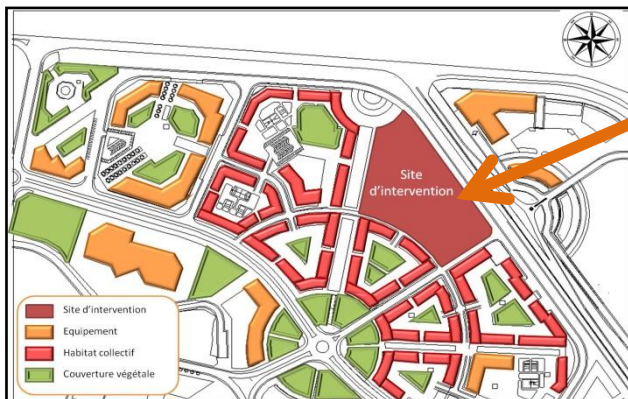 Site
d'intervention
Site d'intervention
Equipement
Habitat collectif
Couverture végétale